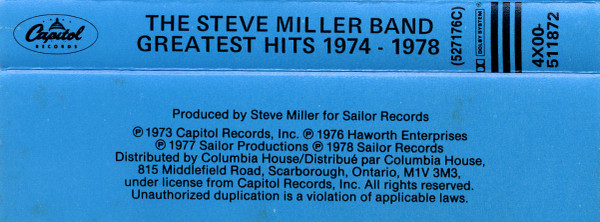 Capitol
RECORDS
THE STEVE MILLER BAND
GREATEST HITS 1974 - 1978
(527176C)
DOLBY SYSTEM
4X00-
511872
Produced by Steve Miller for Sailor Records
℗ 1973 Capitol Records, Inc. ℗ 1976 Haworth Enterprises
℗ 1977 Sailor Productions ℗ 1978 Sailor Records
Distributed by Columbia House/Distribué par Columbia House,
815 Middlefield Road, Scarborough, Ontario, M1V 3M3,
under license from Capitol Records, Inc. All rights reserved.
Unauthorized duplication is a violation of applicable laws.